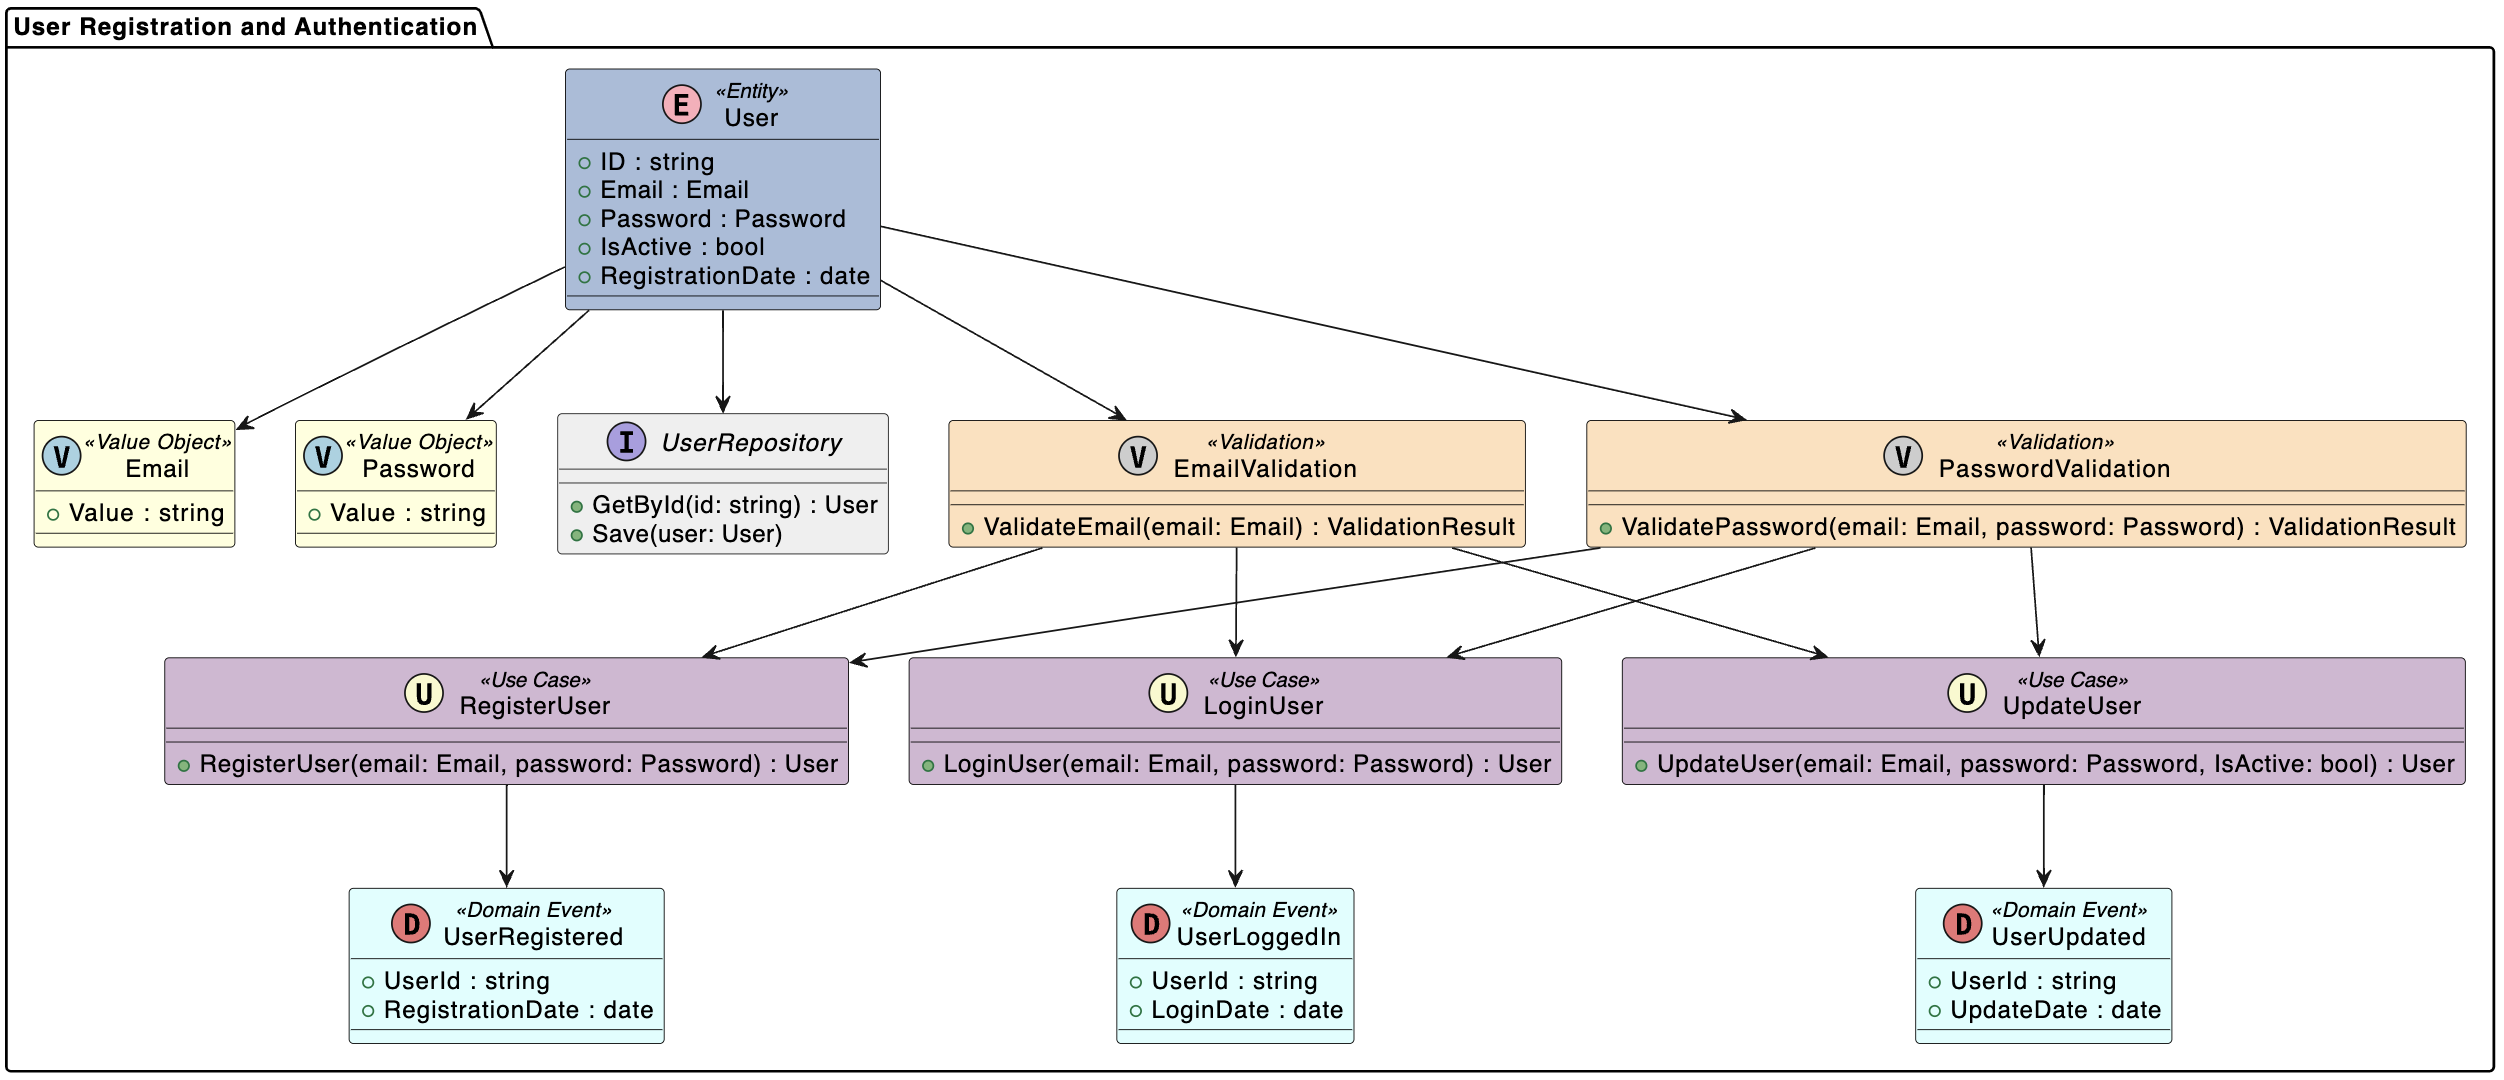 User Registration and Authentication
E
«Entity»
User
ID : string
Email : Email
Password : Password
IsActive : bool
RegistrationDate : date
V
«Value Object»
Email
Value : string
V
«Value Object»
Password
Value : string
I
UserRepository
GetById(id: string) : User
Save(user: User)
V
«Validation»
EmailValidation
ValidateEmail(email: Email) : ValidationResult
V
«Validation»
PasswordValidation
ValidatePassword(email: Email, password: Password) : ValidationResult
U
«Use Case»
RegisterUser
RegisterUser(email: Email, password: Password) : User
U
«Use Case»
LoginUser
LoginUser(email: Email, password: Password) : User
U
«Use Case»
UpdateUser
UpdateUser(email: Email, password: Password, IsActive: bool) : User
D
«Domain Event»
UserRegistered
UserId : string
RegistrationDate : date
D
«Domain Event»
UserLoggedIn
UserId : string
LoginDate : date
D
«Domain Event»
UserUpdated
UserId : string
UpdateDate : date